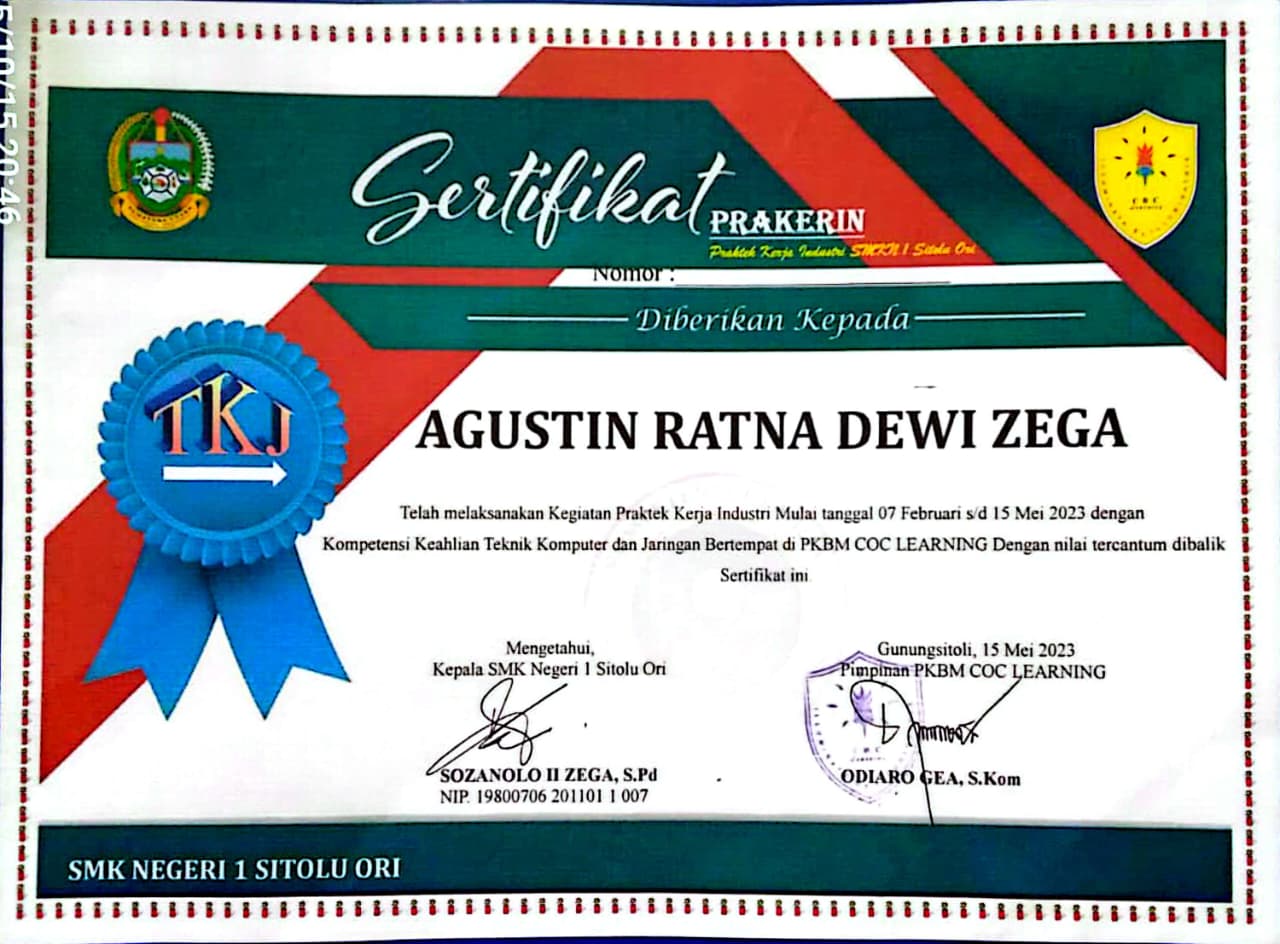 5/10/15 20:46
Sertifikat
PRAKERIN
Praktek Kerja Industri SMKN 1 Sitolu Ori
Nomor :
Diberikan Kepada
TKJ
AGUSTIN RATNA DEWI ZEGA
Telah melaksanakan Kegiatan Praktek Kerja Industri Mulai tanggal 07 Februari s/d 15 Mei 2023 dengan
Kompetensi Keahlian Teknik Komputer dan Jaringan Bertempat di PKBM COC LEARNING Dengan nilai tercantum dibalik
Sertifikat ini
Mengetahui,
Kepala SMK Negeri 1 Sitolu Ori
SOZANOLO II ZEGA, S.Pd
NIP. 19800706 201101 1 007
Gunungsitoli, 15 Mei 2023
Pimpinan PKBM COC LEARNING
ODIARO GEA, S.Kom
SMK NEGERI 1 SITOLU ORI